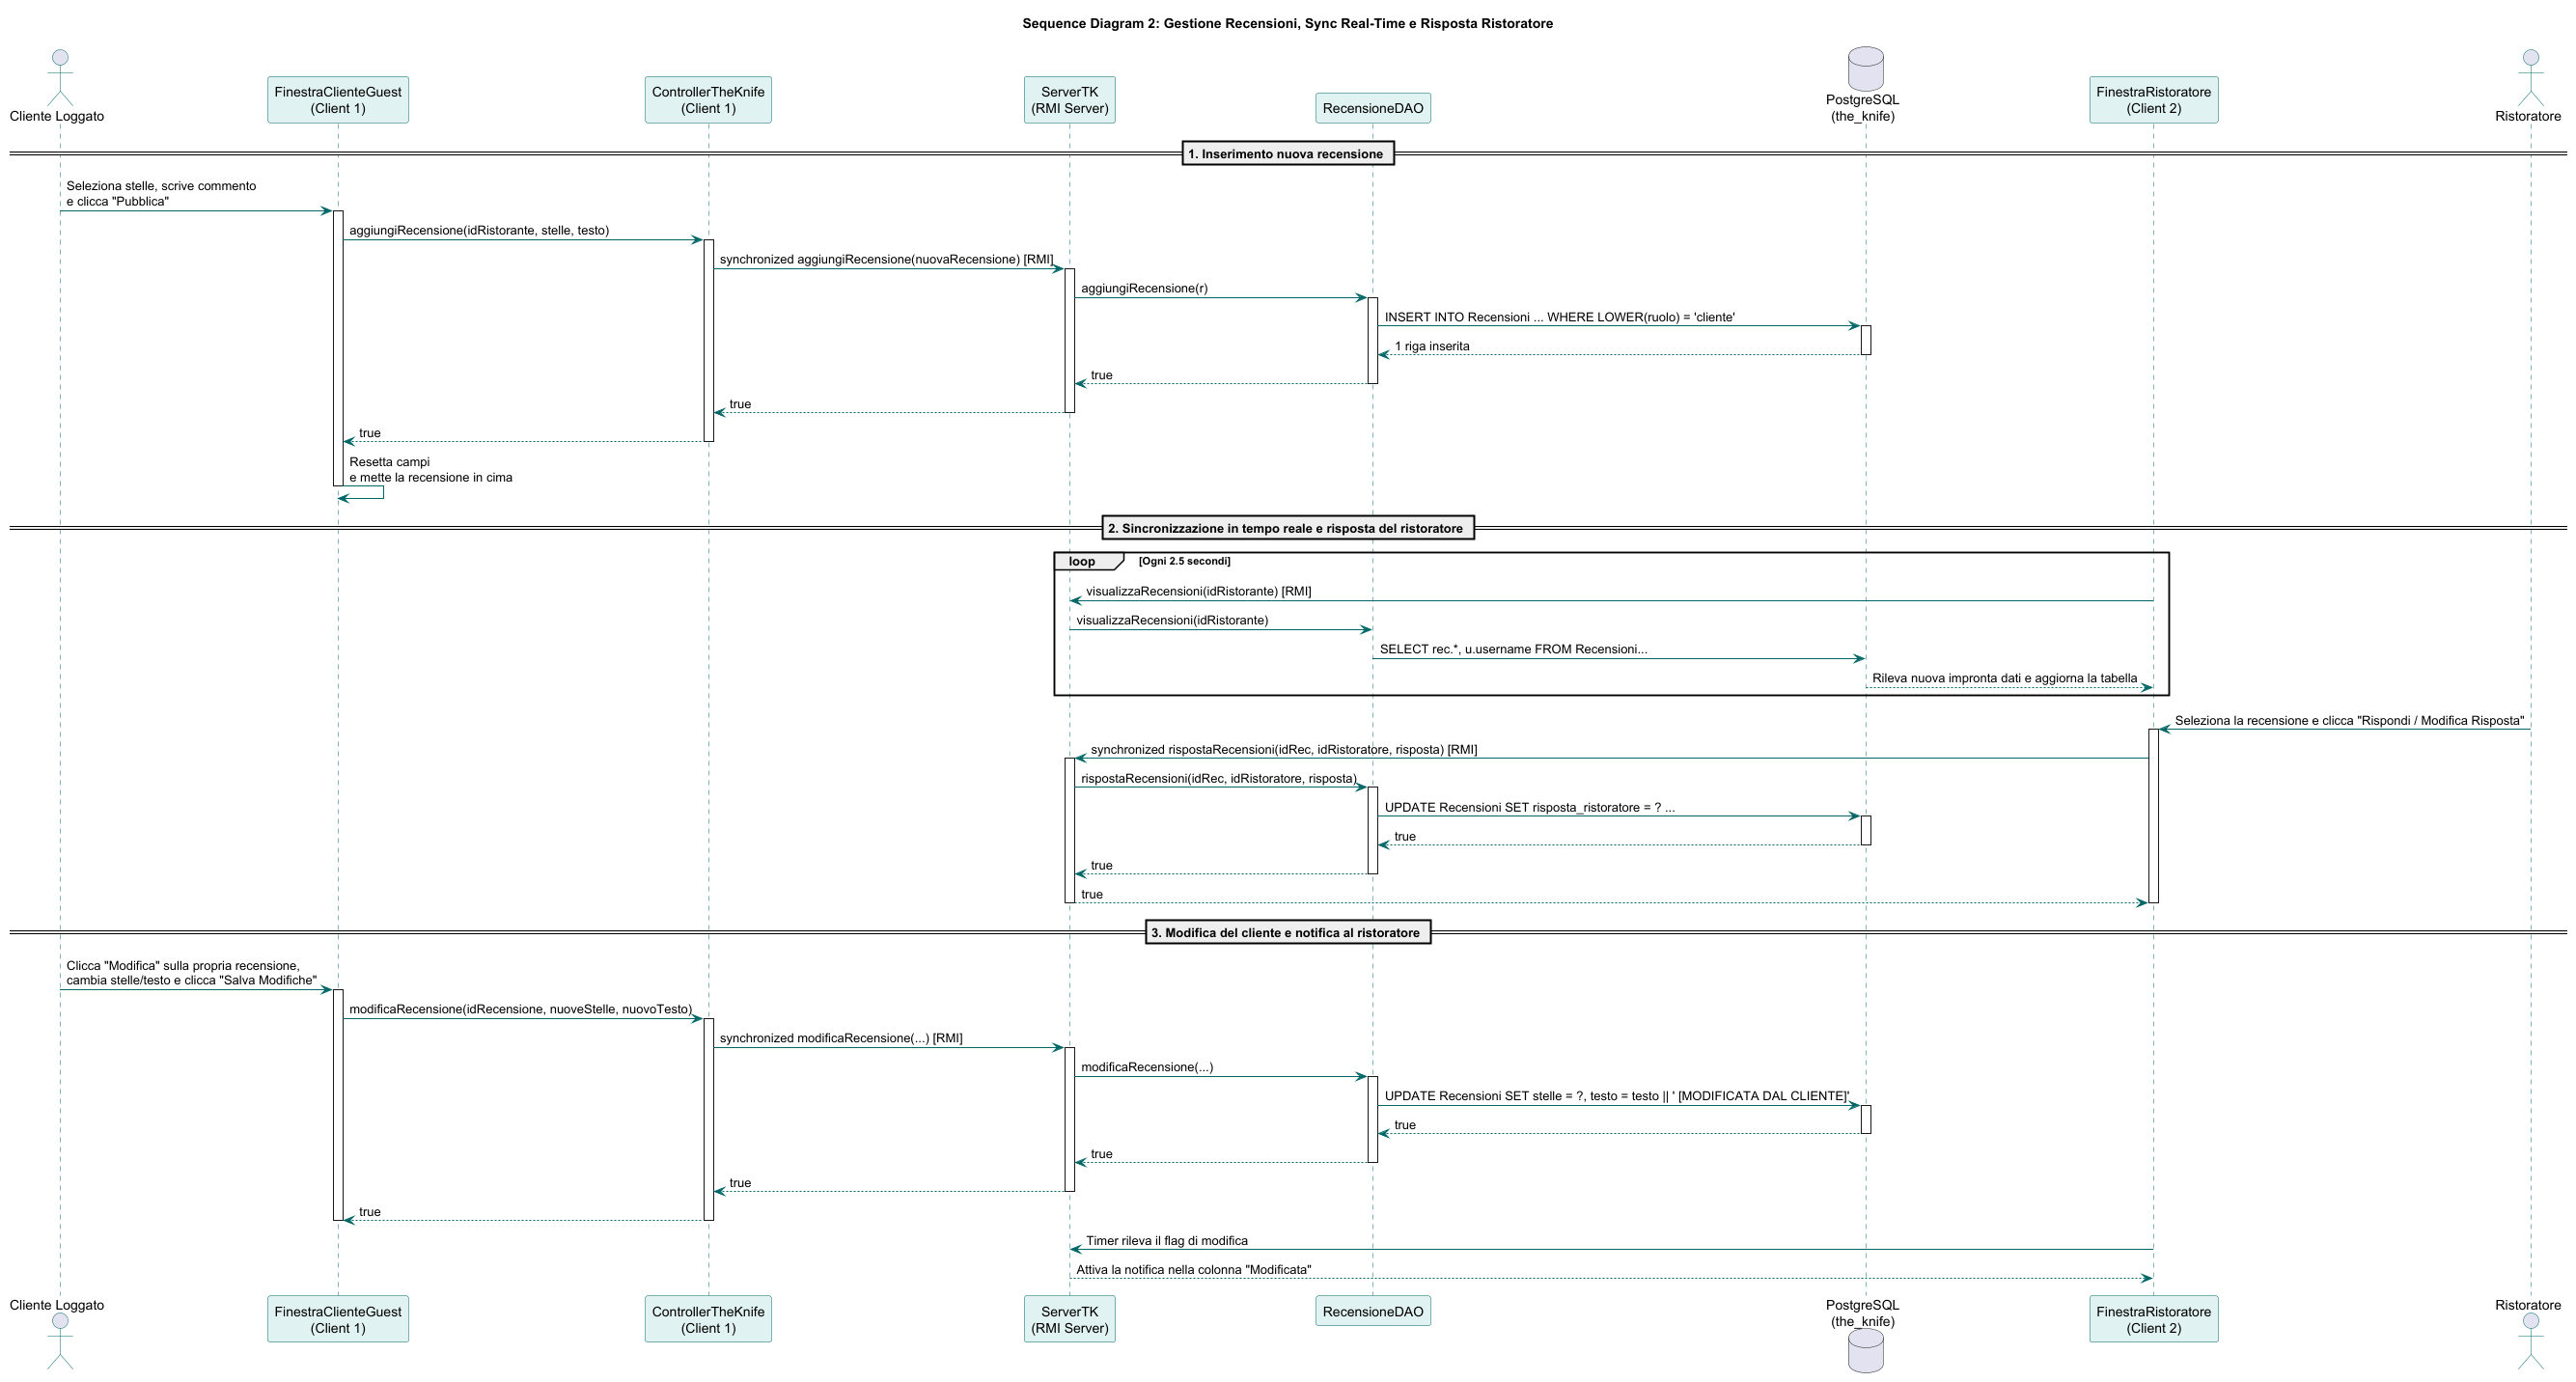 Sequence Diagram 2: Gestione Recensioni, Sync Real-Time e Risposta Ristoratore
Cliente Loggato
FinestraClienteGuest
(Client 1)
ControllerTheKnife
(Client 1)
ServerTK
(RMI Server)
RecensioneDAO
PostgreSQL
(the_knife)
FinestraRistoratore
(Client 2)
Ristoratore
1. Inserimento nuova recensione
Seleziona stelle, scrive commento
e clicca "Pubblica"
aggiungiRecensione(idRistorante, stelle, testo)
synchronized aggiungiRecensione(nuovaRecensione) [RMI]
aggiungiRecensione(r)
INSERT INTO Recensioni ... WHERE LOWER(ruolo) = 'cliente'
1 riga inserita
true
true
true
Resetta campi
e mette la recensione in cima
2. Sincronizzazione in tempo reale e risposta del ristoratore
loop [Ogni 2.5 secondi]
visualizzaRecensioni(idRistorante) [RMI]
visualizzaRecensioni(idRistorante)
SELECT rec.*, u.username FROM Recensioni...
Rileva nuova impronta dati e aggiorna la tabella
Seleziona la recensione e clicca "Rispondi / Modifica Risposta"
synchronized rispostaRecensioni(idRec, idRistoratore, risposta) [RMI]
rispostaRecensioni(idRec, idRistoratore, risposta)
UPDATE Recensioni SET risposta_ristoratore = ? ...
true
true
true
3. Modifica del cliente e notifica al ristoratore
Clicca "Modifica" sulla propria recensione,
cambia stelle/testo e clicca "Salva Modifiche"
modificaRecensione(idRecensione, nuoveStelle, nuovoTesto)
synchronized modificaRecensione(...) [RMI]
modificaRecensione(...)
UPDATE Recensioni SET stelle = ?, testo = testo || ' [MODIFICATA DAL CLIENTE]'
true
true
true
true
Timer rileva il flag di modifica
Attiva la notifica nella colonna "Modificata"
Cliente Loggato
FinestraClienteGuest
(Client 1)
ControllerTheKnife
(Client 1)
ServerTK
(RMI Server)
RecensioneDAO
PostgreSQL
(the_knife)
FinestraRistoratore
(Client 2)
Ristoratore